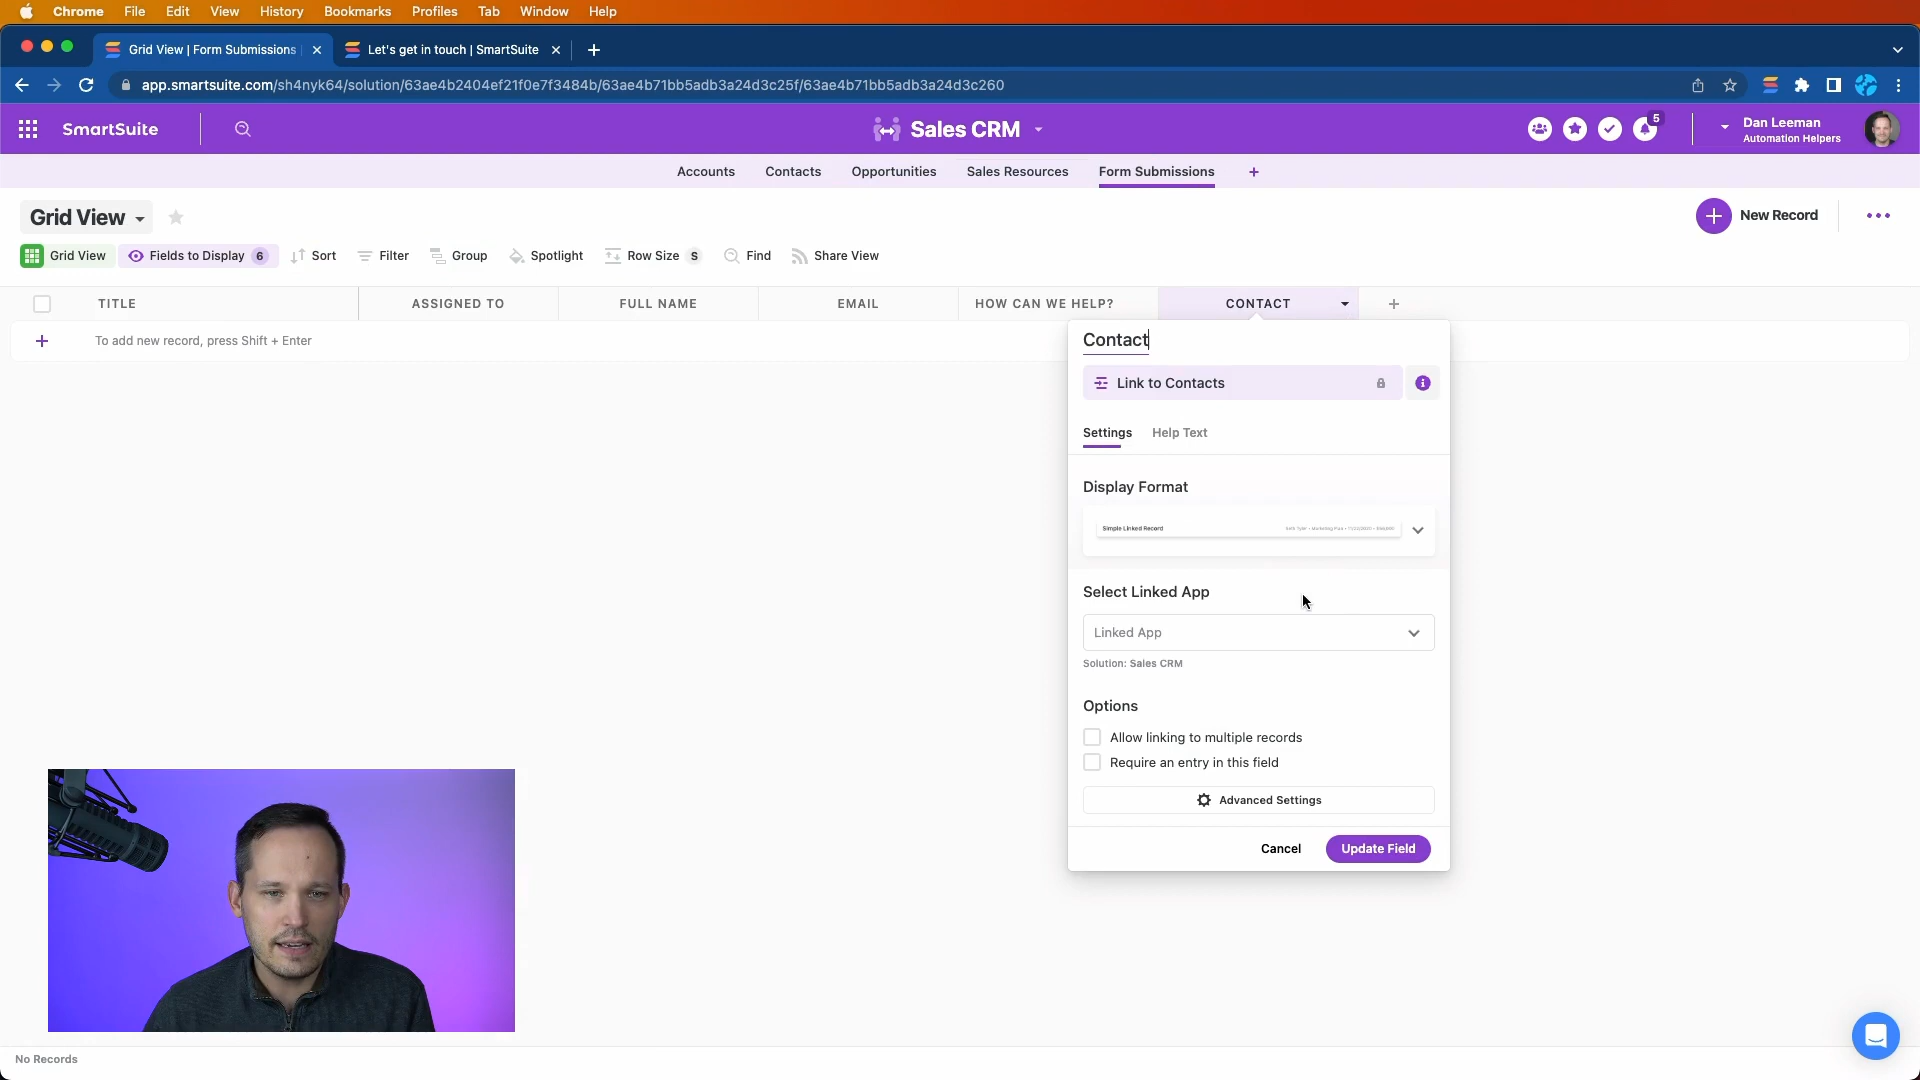 Chrome File Edit View History Bookmarks Profiles Tab Window Help
Grid View | Form Submissions
Let's get in touch | SmartSuite
app.smartsuite.com/sh4nyk64/solution/63ae4b2404ef21f0e7f3484b/63ae4b71bb5adb3a24d3c25f/63ae4b71bb5adb3a24d3c260
SmartSuite
Sales CRM
5
Dan Leeman
Automation Helpers
Accounts Contacts Opportunities Sales Resources Form Submissions +
Grid View
New Record
Grid View Fields to Display 6 Sort Filter Group Spotlight Row Size S Find Share View
TITLE ASSIGNED TO FULL NAME EMAIL HOW CAN WE HELP? CONTACT +
+ To add new record, press Shift + Enter
Contact
Link to Contacts
Settings Help Text
Display Format
Simple Linked Record
Select Linked App
Linked App
Solution: Sales CRM
Options
Allow linking to multiple records
Require an entry in this field
Advanced Settings
Cancel Update Field
No Records